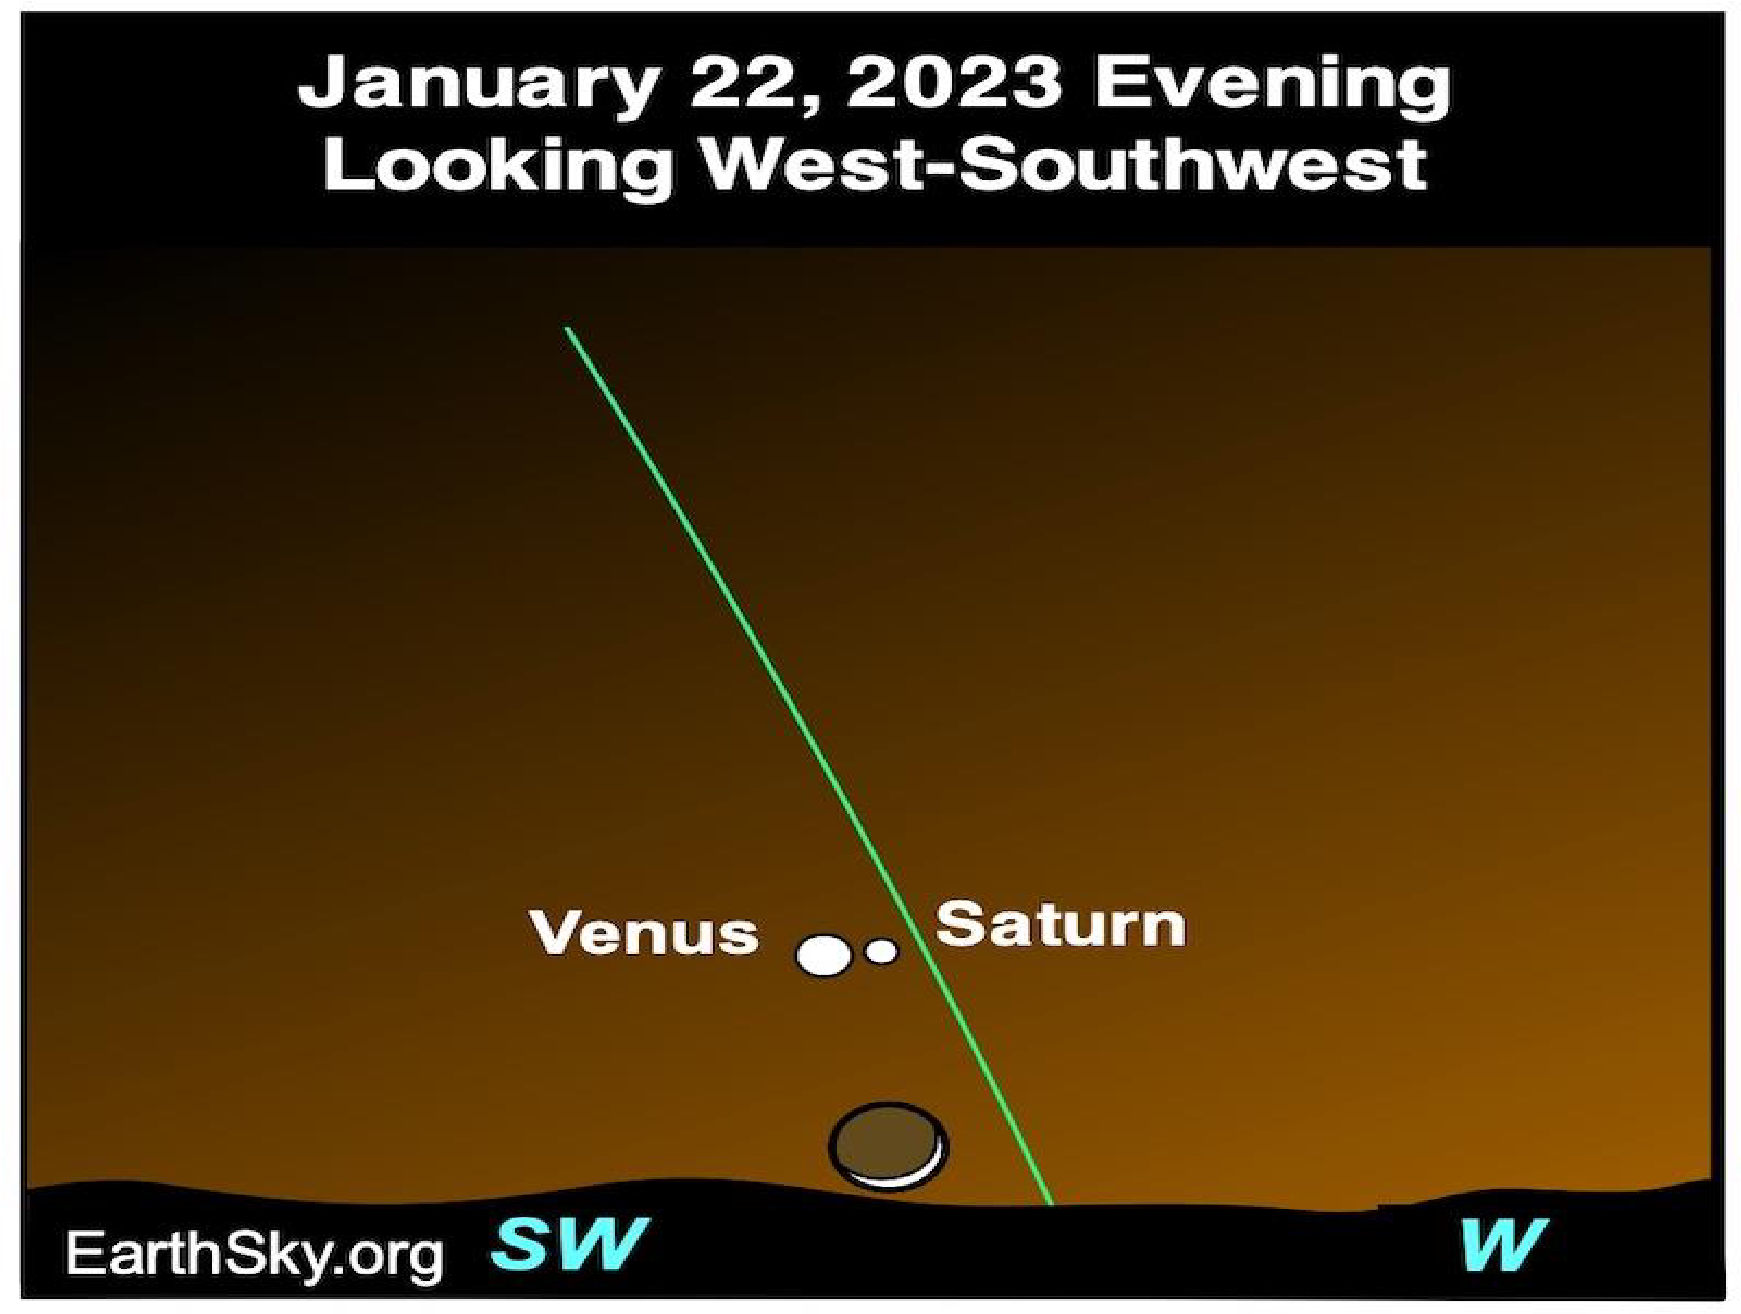 January 22, 2023 Evening
Looking West-Southwest
Venus
Saturn
EarthSky.org
SW
W